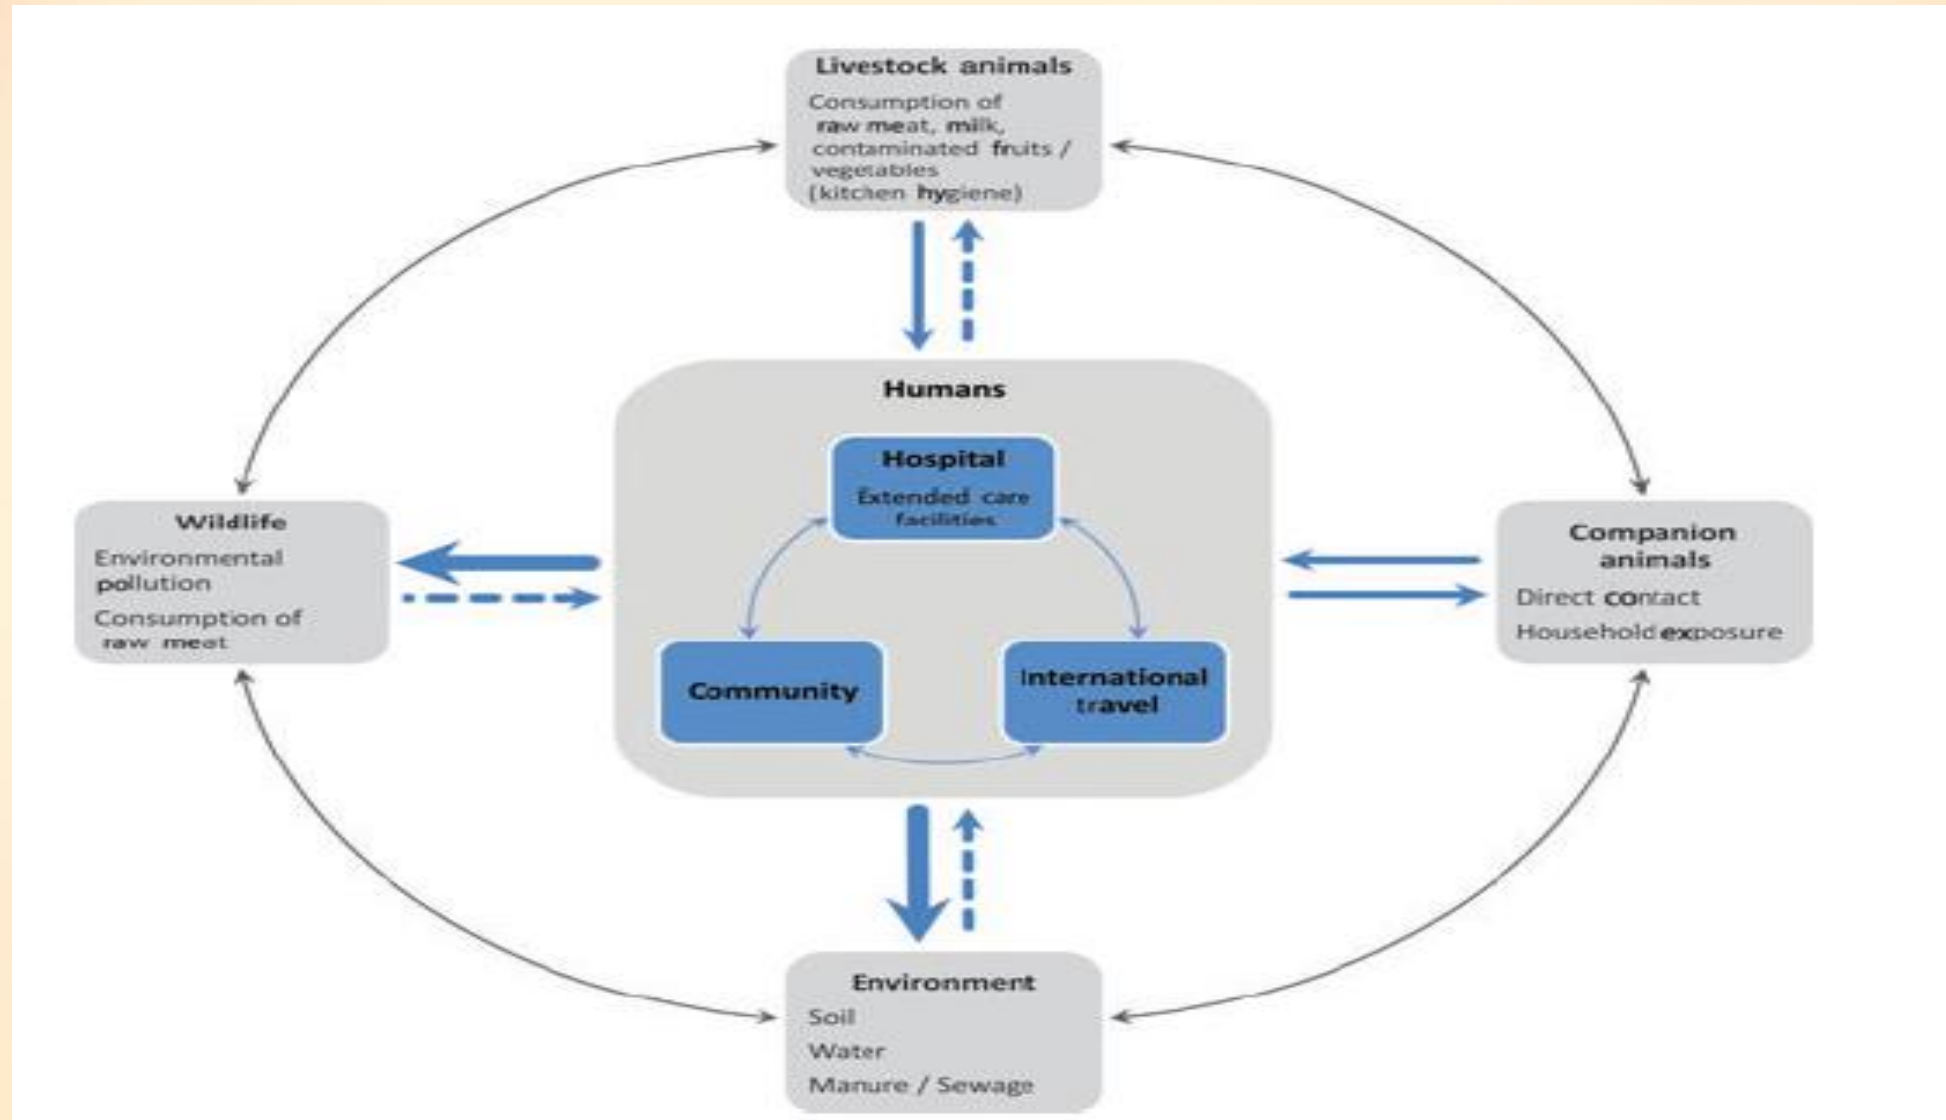 Livestock animals
Consumption of
raw meat, milk,
contaminated fruits /
vegetables
(kitchen hygiene)
Humans
Hospital
Extended care
facilities
Community
International
travel
Wildlife
Environmental
pollution
Consumption of
raw meat
Companion
animals
Direct contact
Household exposure
Environment
Soil
Water
Manure / Sewage